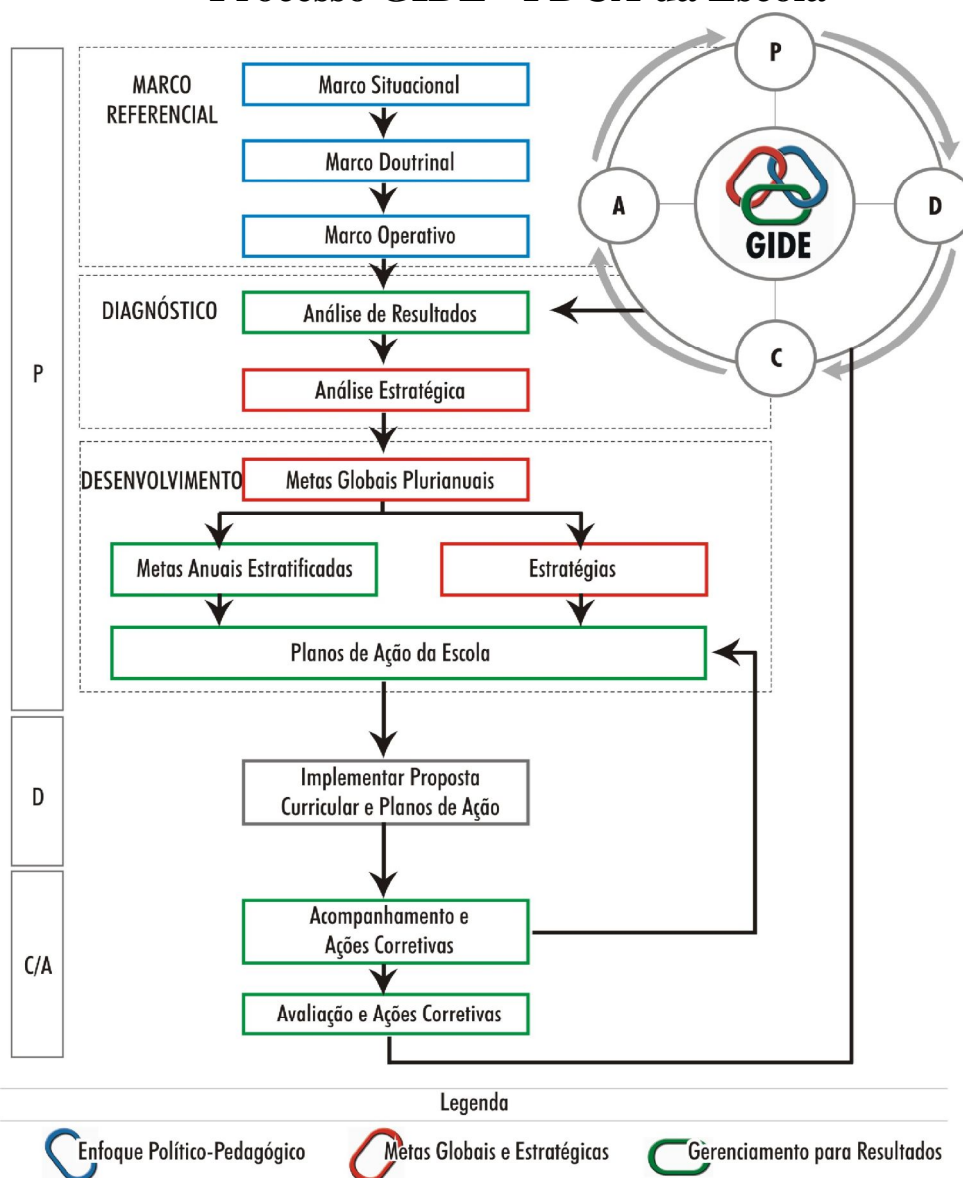 Processo GIDE - PDCA da Escola
MARCO
REFERENCIAL
Marco Situacional
Marco Doutrinal
Marco Operativo
P
D
C
A
GIDE
DIAGNÓSTICO
Análise de Resultados
Análise Estratégica
P
DESENVOLVIMENTO
Metas Globais Plurianuais
Metas Anuais Estratificadas
Estratégias
Planos de Ação da Escola
D
Implementar Proposta
Curricular e Planos de Ação
C/A
Acompanhamento e
Ações Corretivas
Avaliação e Ações Corretivas
Legenda
Enfoque Político-Pedagógico
Metas Globais e Estratégicas
Gerenciamento para Resultados